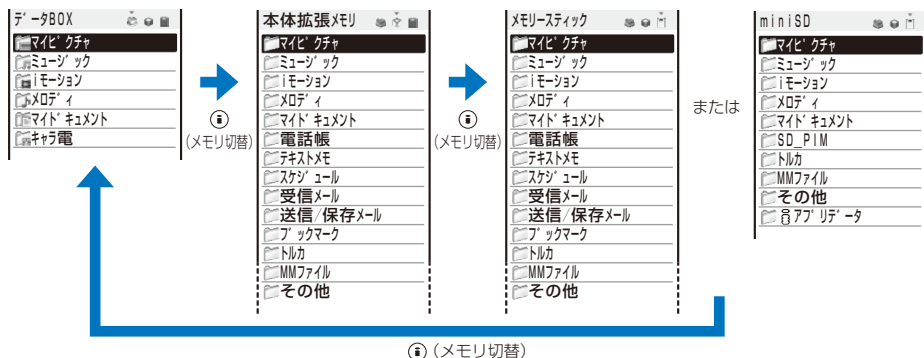 データBOX
マイピクチャ
ミュージック
iモーション
メロディ
マイドキュメント
キャラ電
(メモリ切替)
本体拡張メモリ
マイピクチャ
ミュージック
iモーション
メロディ
マイドキュメント
電話帳
テキストメモ
スケジュール
受信メール
送信/保存メール
ブックマーク
トルカ
MMファイル
その他
(メモリ切替)
メモリースティック
マイピクチャ
ミュージック
iモーション
メロディ
マイドキュメント
電話帳
テキストメモ
スケジュール
受信メール
送信/保存メール
ブックマーク
トルカ
MMファイル
その他
または
miniSD
マイピクチャ
ミュージック
iモーション
メロディ
マイドキュメント
SD_PIM
トルカ
MMファイル
その他
アプリデータ
(メモリ切替)